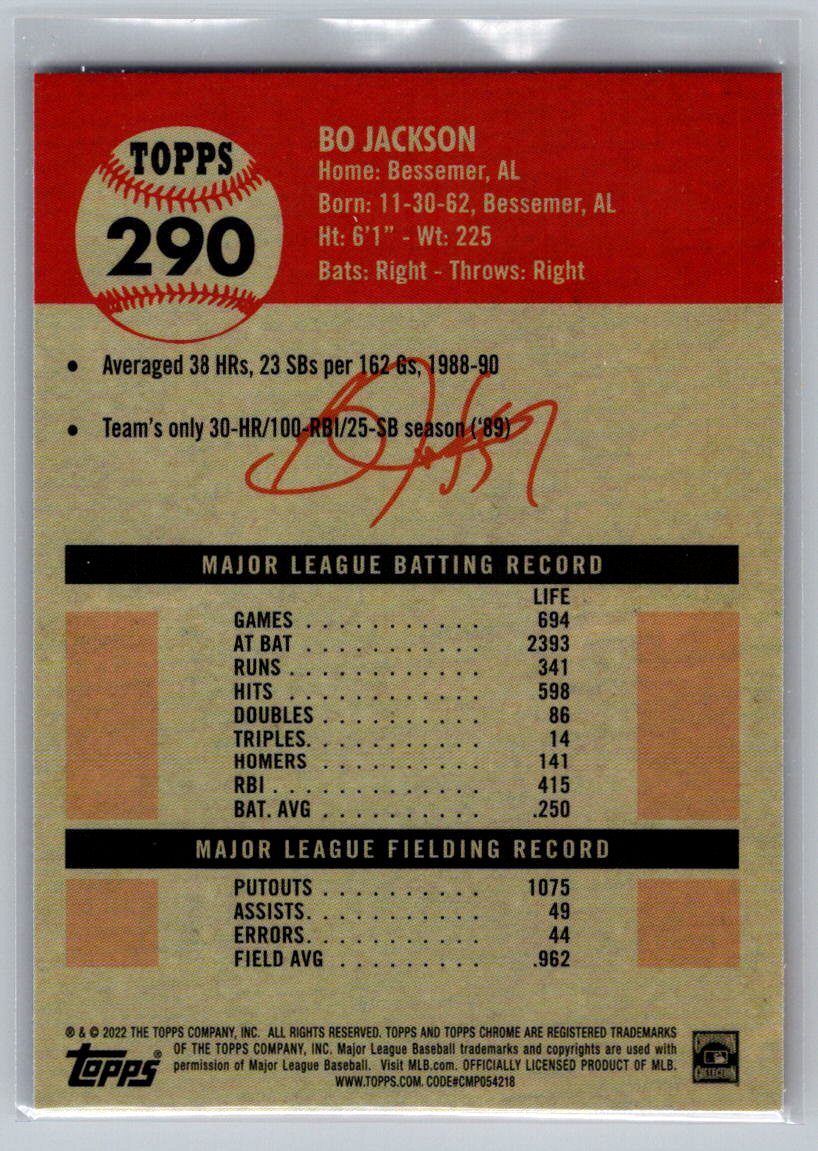 TOPPS
290
BO JACKSON
Home: Bessemer, AL
Born: 11-30-62, Bessemer, AL
Ht: 6'1" - Wt: 225
Bats: Right - Throws: Right
● Averaged 38 HRs, 23 SBs per 162 Gs, 1988-90
● Team's only 30-HR/100-RBI/25-SB season ('89)
MAJOR LEAGUE BATTING RECORD
LIFE
GAMES . . . . . . . . . . . 694
AT BAT . . . . . . . . . . . 2393
RUNS . . . . . . . . . . . . 341
HITS . . . . . . . . . . . . 598
DOUBLES . . . . . . . . . . 86
TRIPLES. . . . . . . . . . . 14
HOMERS . . . . . . . . . . 141
RBI . . . . . . . . . . . . . 415
BAT. AVG . . . . . . . . . . .250
MAJOR LEAGUE FIELDING RECORD
PUTOUTS . . . . . . . . . . 1075
ASSISTS. . . . . . . . . . . 49
ERRORS. . . . . . . . . . . 44
FIELD AVG . . . . . . . . . .962
® & © 2022 THE TOPPS COMPANY, INC. ALL RIGHTS RESERVED. TOPPS AND TOPPS CHROME ARE REGISTERED TRADEMARKS
OF THE TOPPS COMPANY, INC. Major League Baseball trademarks and copyrights are used with
permission of Major League Baseball. Visit MLB.com. OFFICIALLY LICENSED PRODUCT OF MLB.
WWW.TOPPS.COM. CODE#CMP054218
topps®
COOPERSTOWN
COLLECTION